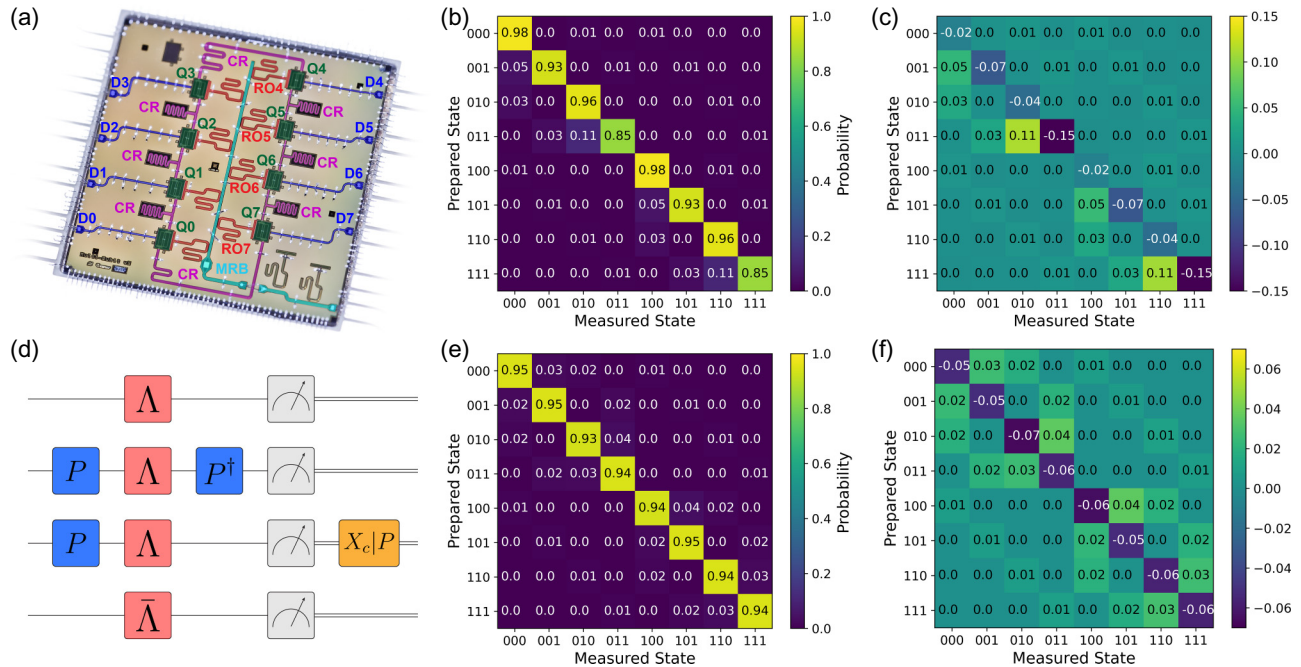 (a)
D3
Q3
CR
Q4
D4
RO4
CR
D2
Q2
Q5
RO5
D5
CR
CR
D1
Q1
Q6
RO6
D6
CR
CR
D0
Q0
Q7
RO7
D7
MRB
CR
(b)
Prepared State
000 0.98 0.0 0.01 0.0 0.01 0.0 0.0 0.0
001 0.05 0.93 0.0 0.01 0.0 0.01 0.0 0.0
010 0.03 0.0 0.96 0.0 0.0 0.0 0.01 0.0
011 0.0 0.03 0.11 0.85 0.0 0.0 0.0 0.01
100 0.01 0.0 0.0 0.0 0.98 0.0 0.01 0.0
101 0.0 0.01 0.0 0.0 0.05 0.93 0.0 0.01
110 0.0 0.0 0.01 0.0 0.03 0.0 0.96 0.0
111 0.0 0.0 0.0 0.01 0.0 0.03 0.11 0.85
000 001 010 011 100 101 110 111
Measured State
1.0
0.8
0.6
0.4
0.2
0.0
Probability
(c)
Prepared State
000 -0.02 0.0 0.01 0.0 0.01 0.0 0.0 0.0
001 0.05 -0.07 0.0 0.01 0.0 0.01 0.0 0.0
010 0.03 0.0 -0.04 0.0 0.0 0.0 0.01 0.0
011 0.0 0.03 0.11 -0.15 0.0 0.0 0.0 0.01
100 0.01 0.0 0.0 0.0 -0.02 0.0 0.01 0.0
101 0.0 0.01 0.0 0.0 0.05 -0.07 0.0 0.01
110 0.0 0.0 0.01 0.0 0.03 0.0 -0.04 0.0
111 0.0 0.0 0.0 0.01 0.0 0.03 0.11 -0.15
000 001 010 011 100 101 110 111
Measured State
0.15
0.10
0.05
0.00
-0.05
-0.10
-0.15
(d)
Λ
P Λ P†
P Λ X_c|P
Λ̄
(e)
Prepared State
000 0.95 0.03 0.02 0.0 0.01 0.0 0.0 0.0
001 0.02 0.95 0.0 0.02 0.0 0.01 0.0 0.0
010 0.02 0.0 0.93 0.04 0.0 0.0 0.01 0.0
011 0.0 0.02 0.03 0.94 0.0 0.0 0.0 0.01
100 0.01 0.0 0.0 0.0 0.94 0.04 0.02 0.0
101 0.0 0.01 0.0 0.0 0.02 0.95 0.0 0.02
110 0.0 0.0 0.01 0.0 0.02 0.0 0.94 0.03
111 0.0 0.0 0.0 0.01 0.0 0.02 0.03 0.94
000 001 010 011 100 101 110 111
Measured State
1.0
0.8
0.6
0.4
0.2
0.0
Probability
(f)
Prepared State
000 -0.05 0.03 0.02 0.0 0.01 0.0 0.0 0.0
001 0.02 -0.05 0.0 0.02 0.0 0.01 0.0 0.0
010 0.02 0.0 -0.07 0.04 0.0 0.0 0.01 0.0
011 0.0 0.02 0.03 -0.06 0.0 0.0 0.0 0.01
100 0.01 0.0 0.0 0.0 -0.06 0.04 0.02 0.0
101 0.0 0.01 0.0 0.0 0.02 -0.05 0.0 0.02
110 0.0 0.0 0.01 0.0 0.02 0.0 -0.06 0.03
111 0.0 0.0 0.0 0.01 0.0 0.02 0.03 -0.06
000 001 010 011 100 101 110 111
Measured State
0.06
0.04
0.02
0.00
-0.02
-0.04
-0.06